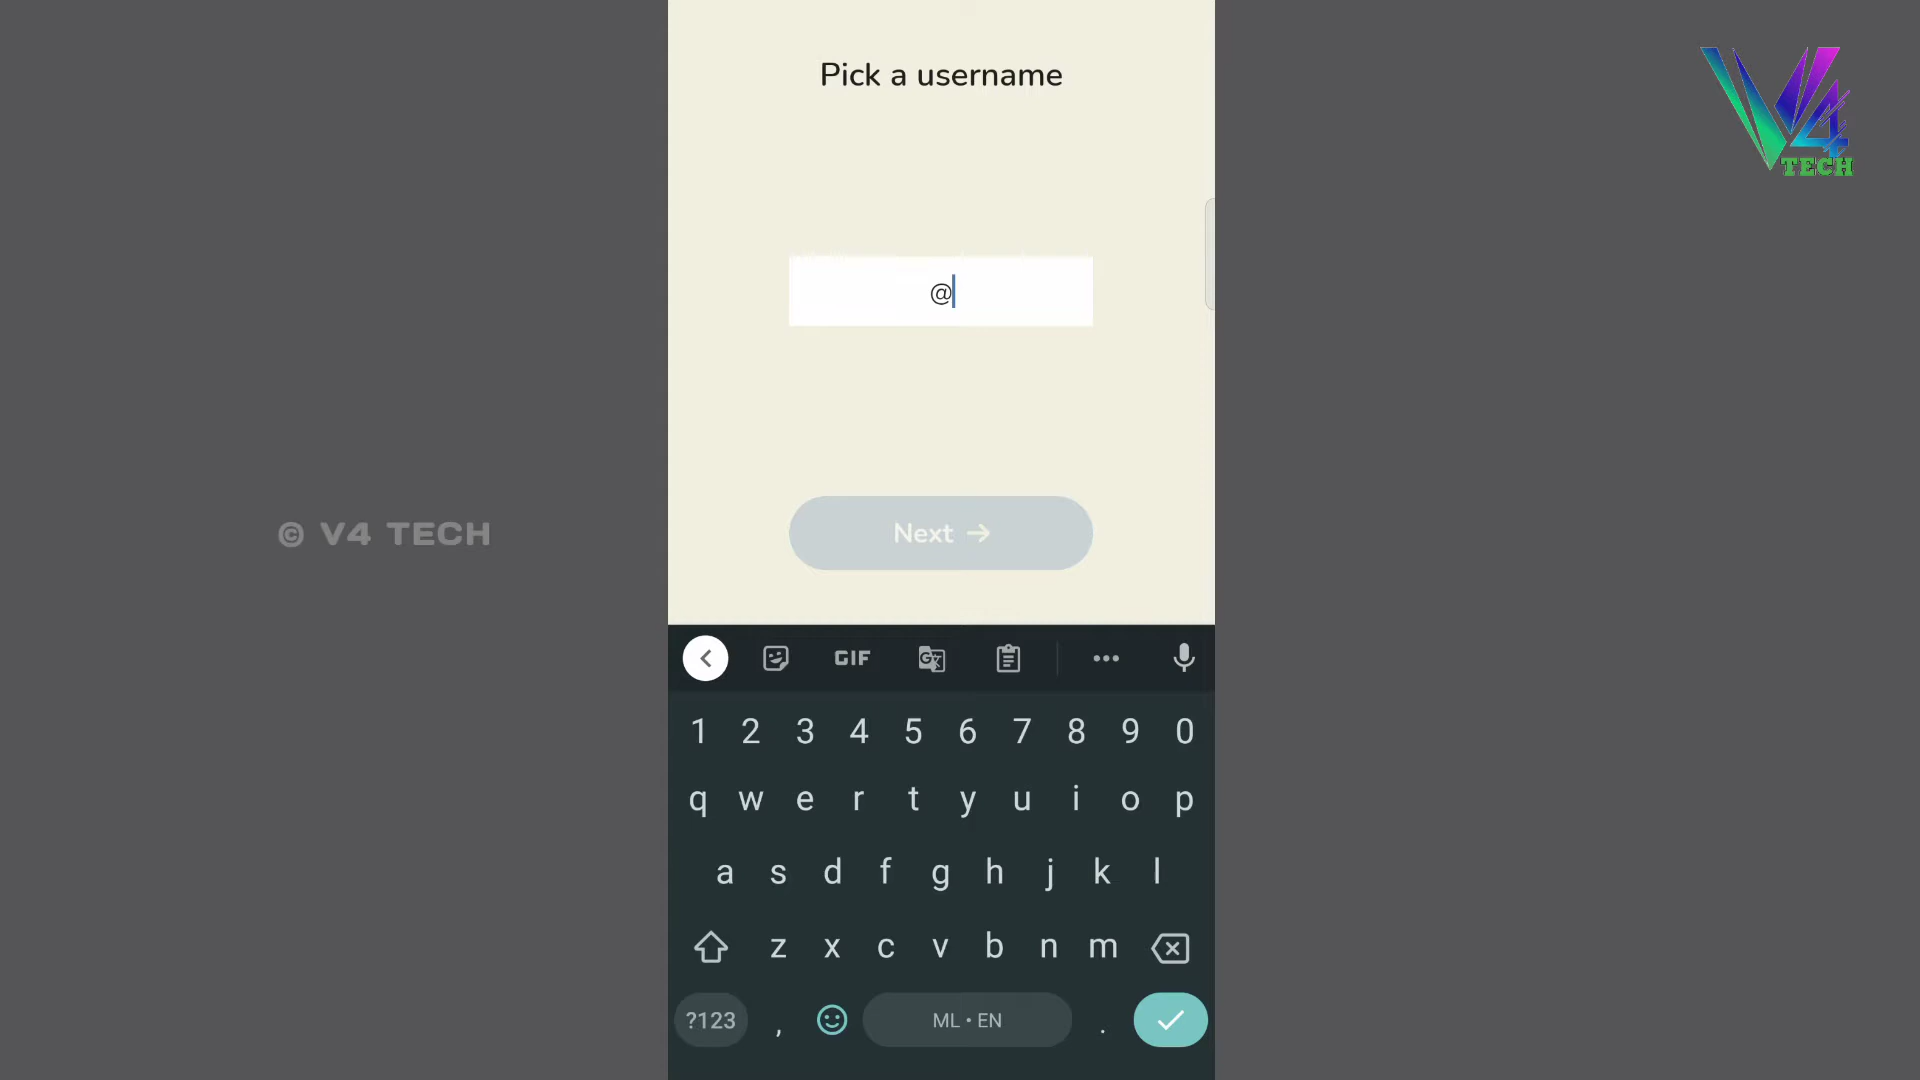 Pick a username
V4
TECH
@
© V4 TECH
Next →
GIF
G
1 2 3 4 5 6 7 8 9 0
q w e r t y u i o p
a s d f g h j k l
z x c v b n m
?123 , ML • EN .